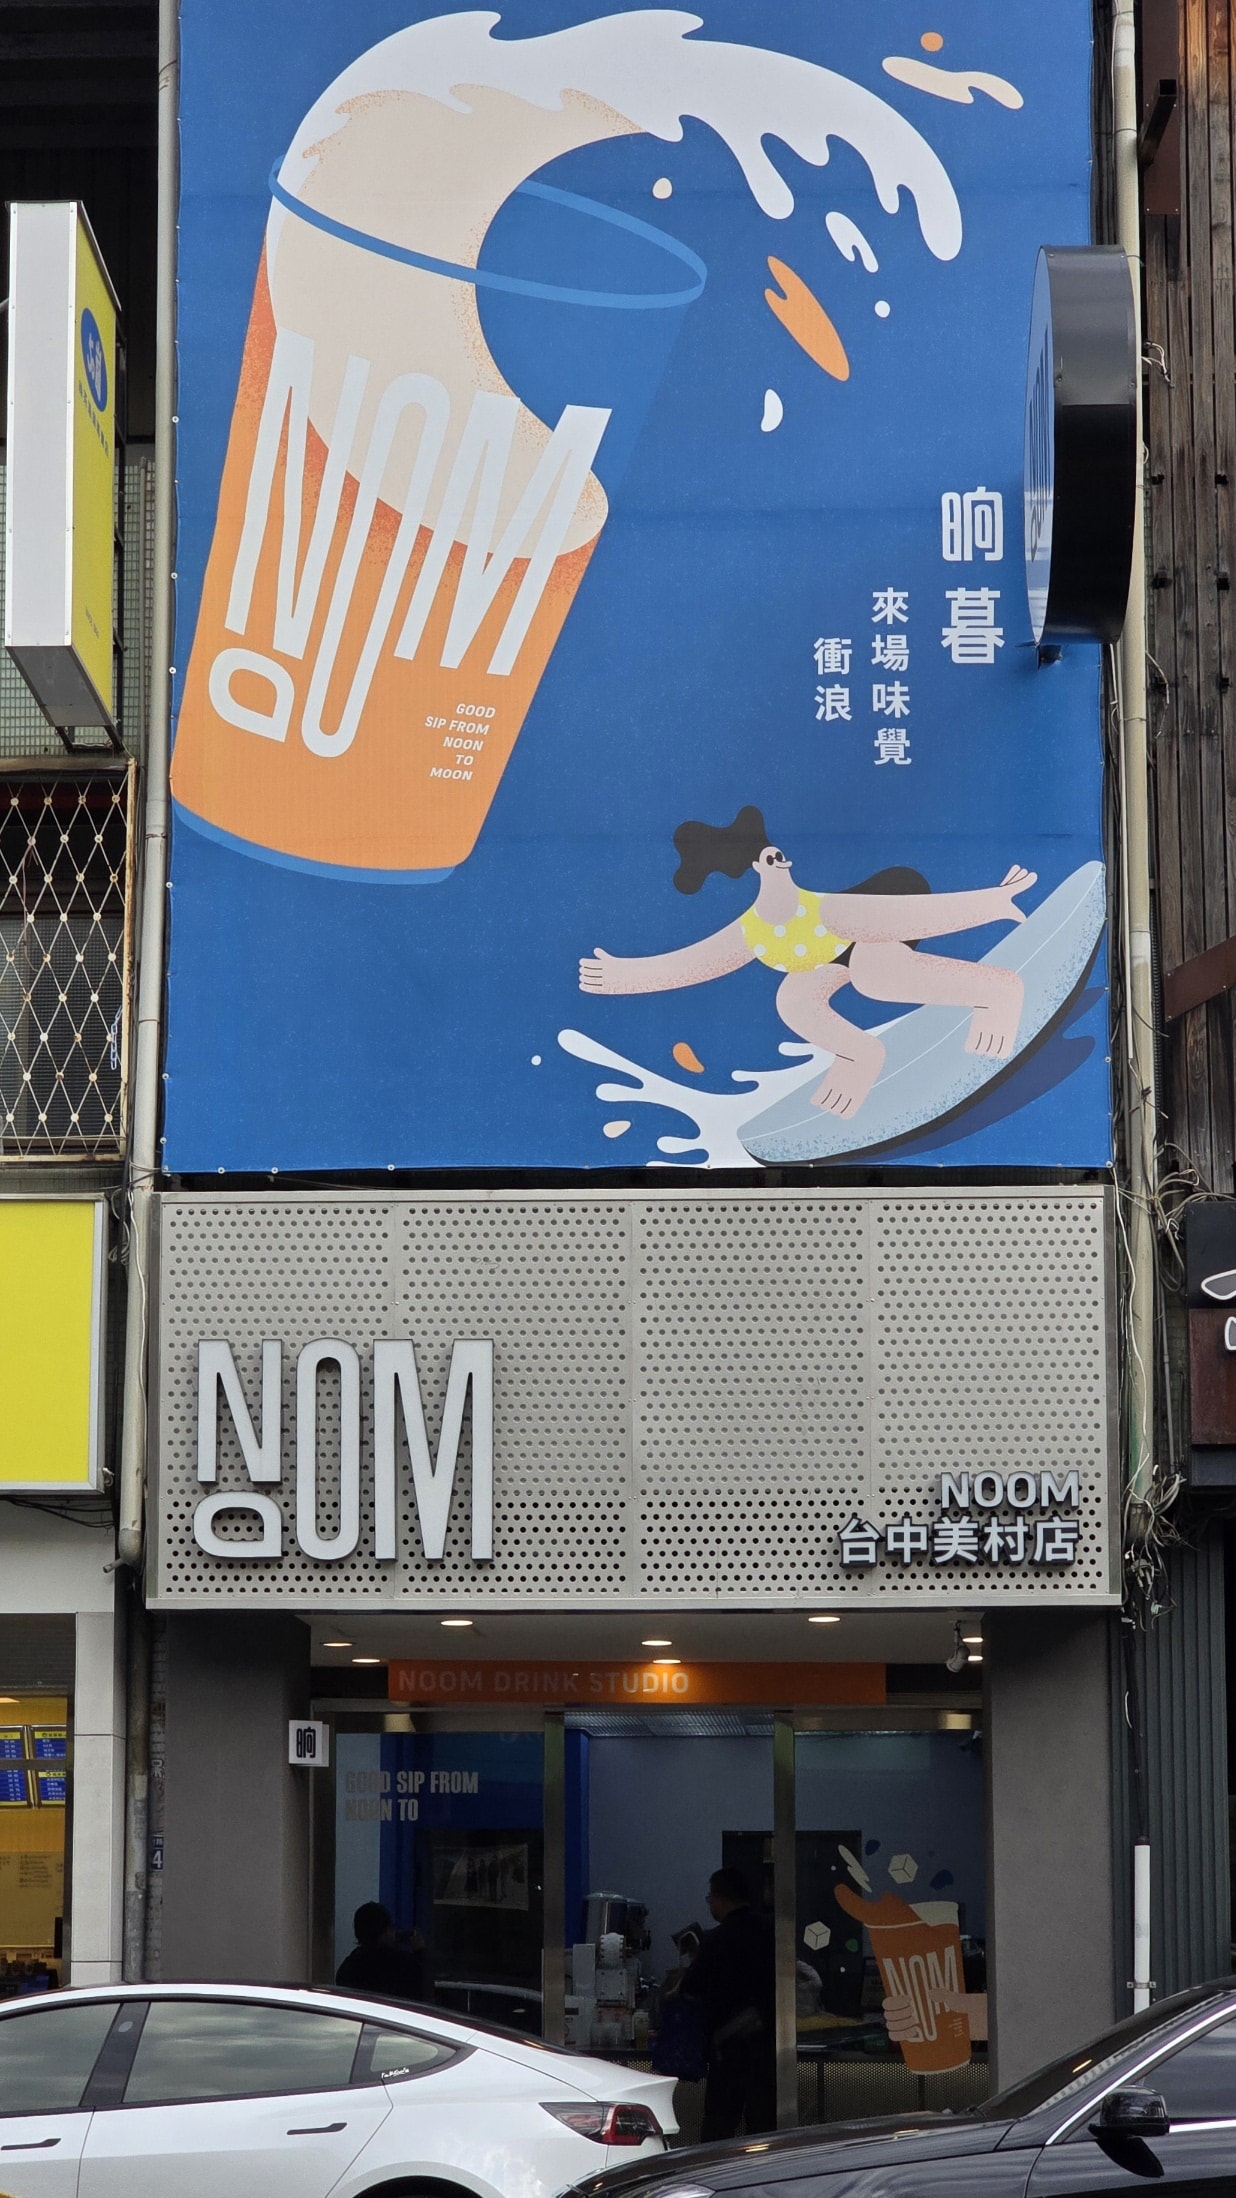 NOOM
GOOD
SIP FROM
NOON
TO
MOON
晌暮
來場味覺
衝浪
NOOM
NOOM
台中美村店
NOOM DRINK STUDIO
晌
GOOD SIP FROM
NOON TO
NOOM